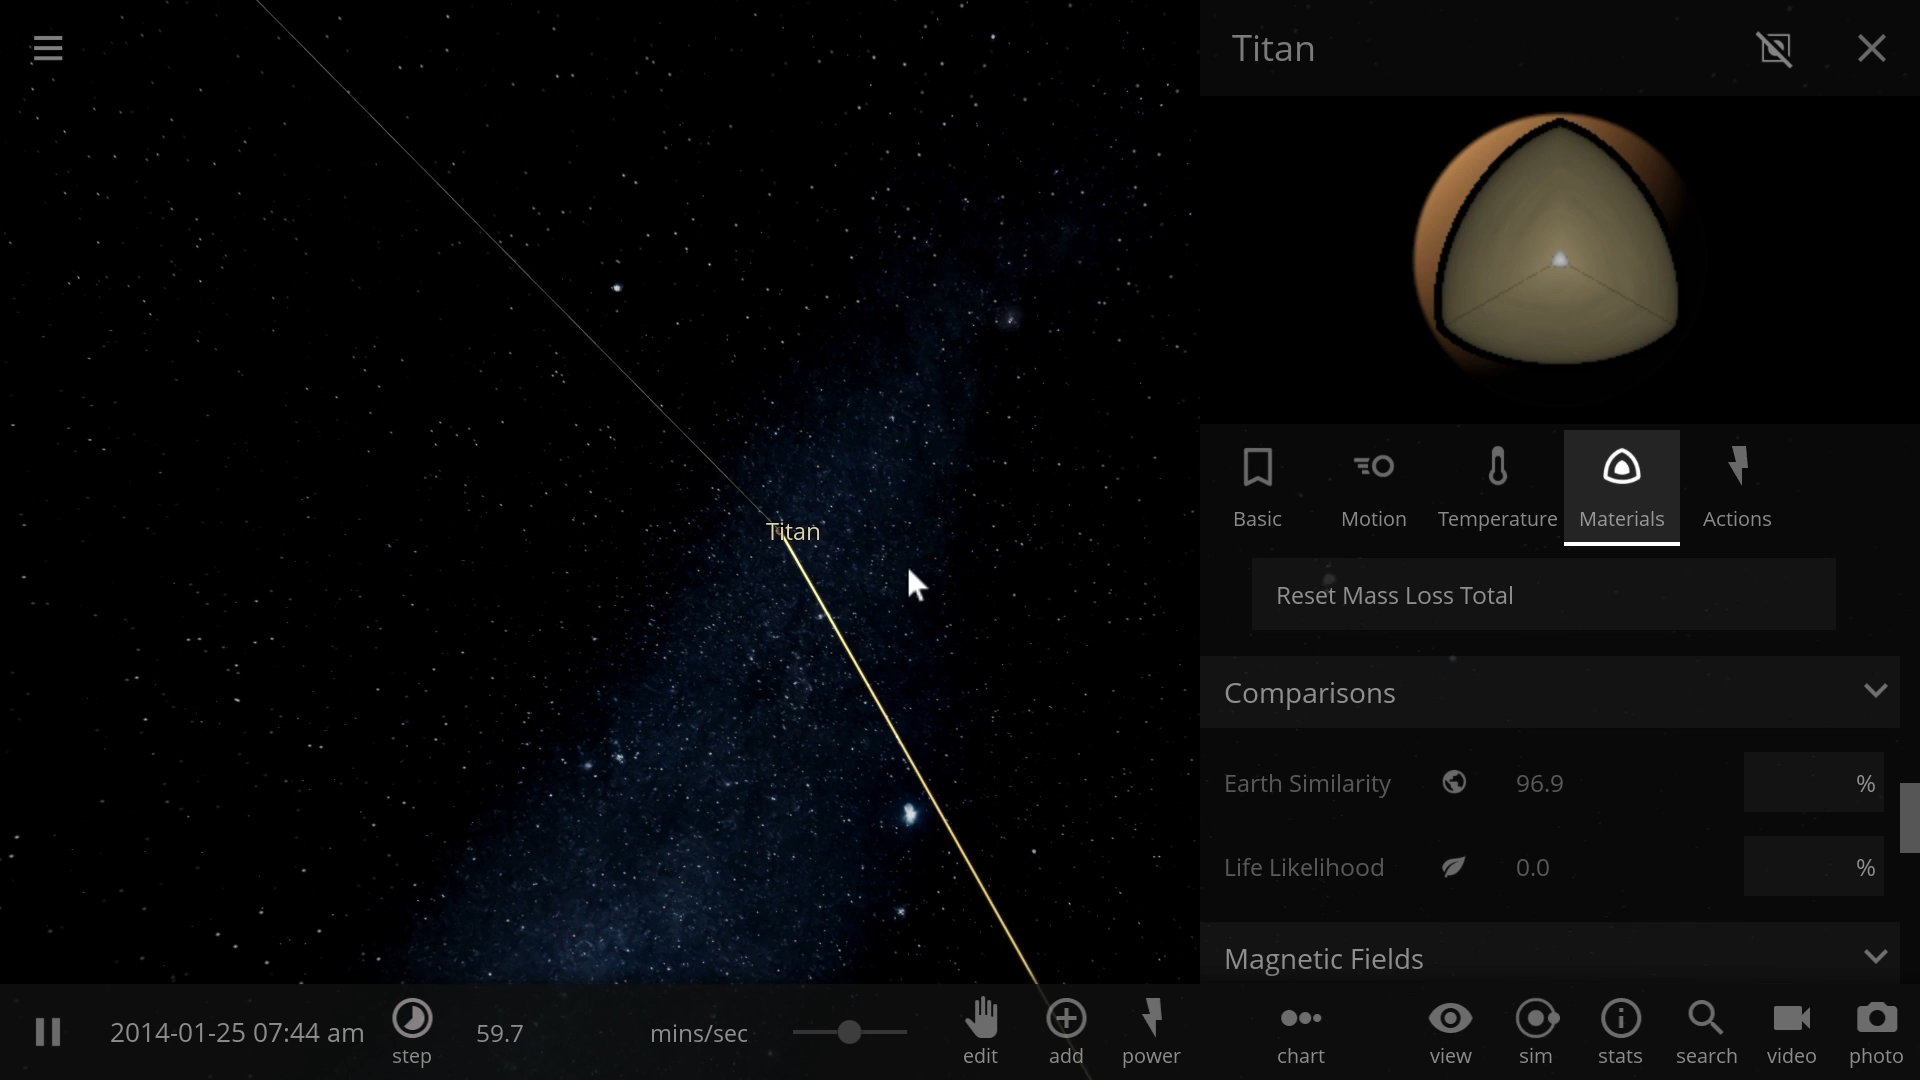 Titan
Basic
Motion
Temperature
Materials
Actions
Titan
Reset Mass Loss Total
Comparisons
Earth Similarity 96.9 %
Life Likelihood 0.0 %
Magnetic Fields
2014-01-25 07:44 am
step
59.7 mins/sec
edit
add
power
chart
view
sim
stats
search
video
photo